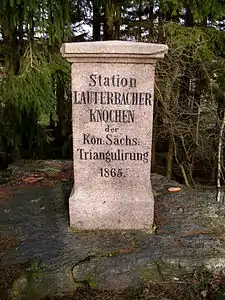 Station
LAUTERBACHER
KNOCHEN
der
Kön: Sächs:
Triangulirung
1865.